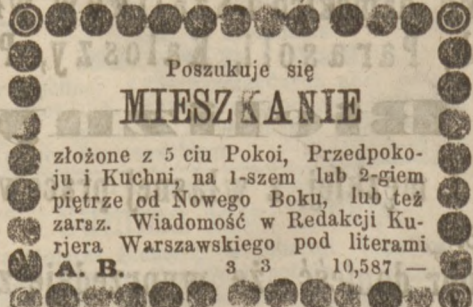 Poszukuje się
MIESZKANIE
złożone z 5 ciu Pokoi, Przedpoko-
ju i Kuchni, na 1-szem lub 2-giem
piętrze od Nowego Boku, lub też
zarsz. Wiadomość w Redakcji Ku-
rjera Warszawskiego pod literami
A. B. 3 3 10,587 —